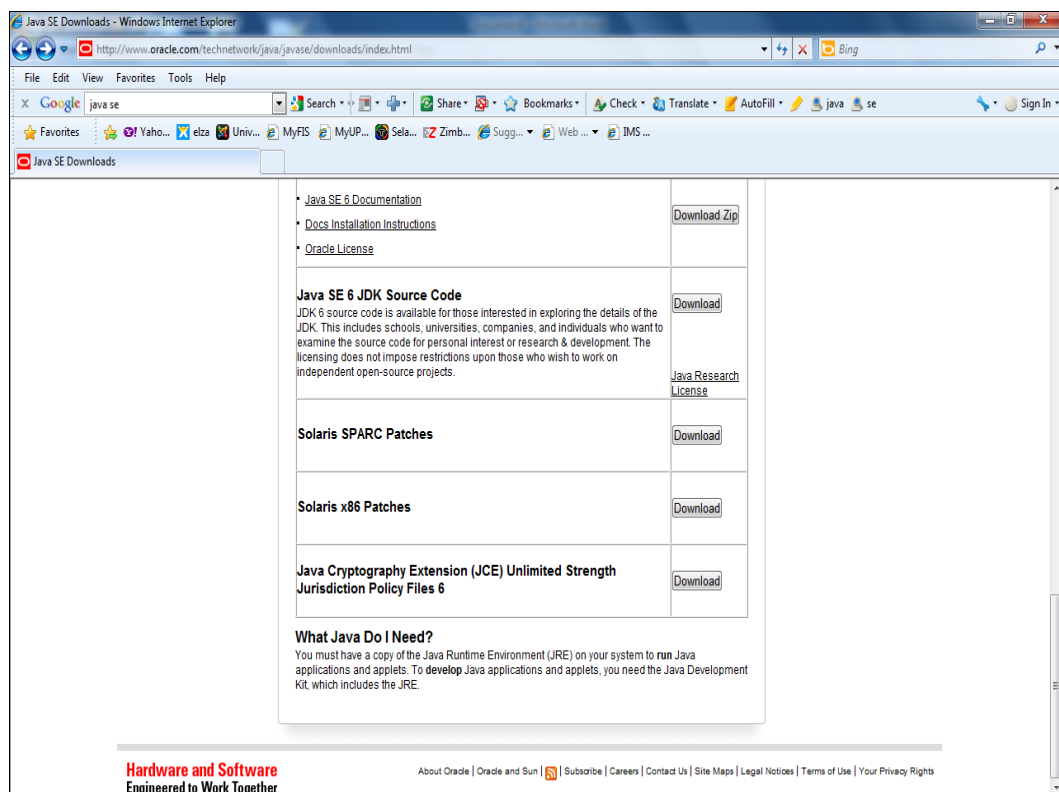 Java SE Downloads - Windows Internet Explorer
http://www.oracle.com/technetwork/java/javase/downloads/index.html
Bing
File Edit View Favorites Tools Help
x Google java se Search Share Bookmarks Check Translate AutoFill java se Sign In
Favorites Yaho... elza Univ... MyFIS MyUP... Sela... Zimb... Sugg... Web ... IMS ...
Java SE Downloads
Java SE 6 Documentation
Docs Installation Instructions
Oracle License
Download Zip
Java SE 6 JDK Source Code
JDK 6 source code is available for those interested in exploring the details of the
JDK. This includes schools, universities, companies, and individuals who want to
examine the source code for personal interest or research & development. The
licensing does not impose restrictions upon those who wish to work on
independent open-source projects.
Download
Java Research
License
Solaris SPARC Patches
Download
Solaris x86 Patches
Download
Java Cryptography Extension (JCE) Unlimited Strength
Jurisdiction Policy Files 6
Download
What Java Do I Need?
You must have a copy of the Java Runtime Environment (JRE) on your system to run Java
applications and applets. To develop Java applications and applets, you need the Java Development
Kit, which includes the JRE.
Hardware and Software
Engineered to Work Together
About Oracle | Oracle and Sun | Subscribe | Careers | Contact Us | Site Maps | Legal Notices | Terms of Use | Your Privacy Rights